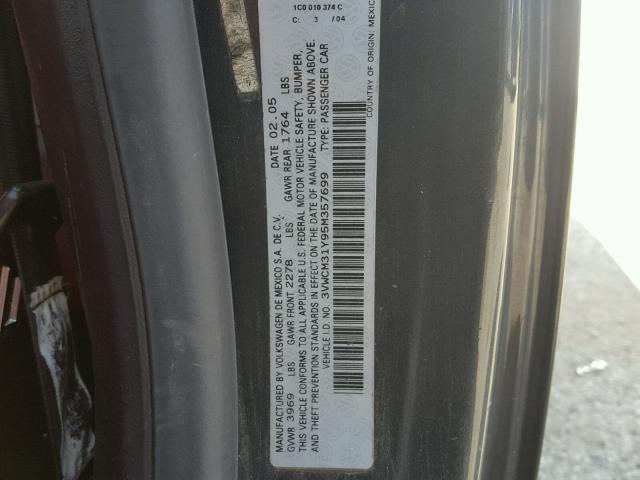 1C0 010 374 C
C: 3 /04
MANUFACTURED BY VOLKSWAGEN DE MEXICO S.A. DE C.V. DATE 02.05
GVWR 3969 LBS GAWR FRONT 2278 LBS GAWR REAR 1764 LBS
THIS VEHICLE CONFORMS TO ALL APPLICABLE U.S. FEDERAL MOTOR VEHICLE SAFETY, BUMPER,
AND THEFT PREVENTION STANDARDS IN EFFECT ON THE DATE OF MANUFACTURE SHOWN ABOVE.
VEHICLE I.D. NO. 3VWCM31Y95M357699 TYPE: PASSENGER CAR
COUNTRY OF ORIGIN: MEXIC